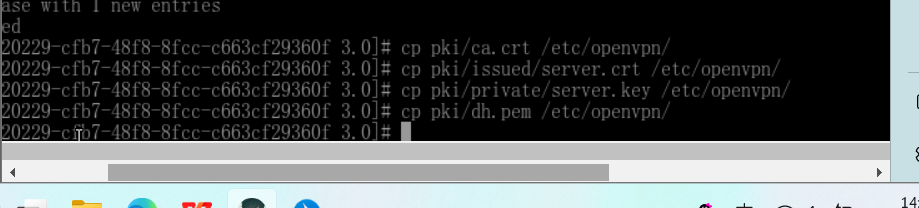 ase with 1 new entries
ed
20229-cfb7-48f8-8fcc-c663cf29360f 3.0]# cp pki/ca.crt /etc/openvpn/
20229-cfb7-48f8-8fcc-c663cf29360f 3.0]# cp pki/issued/server.crt /etc/openvpn/
20229-cfb7-48f8-8fcc-c663cf29360f 3.0]# cp pki/private/server.key /etc/openvpn/
20229-cfb7-48f8-8fcc-c663cf29360f 3.0]# cp pki/dh.pem /etc/openvpn/
20229-cfb7-48f8-8fcc-c663cf29360f 3.0]#
14